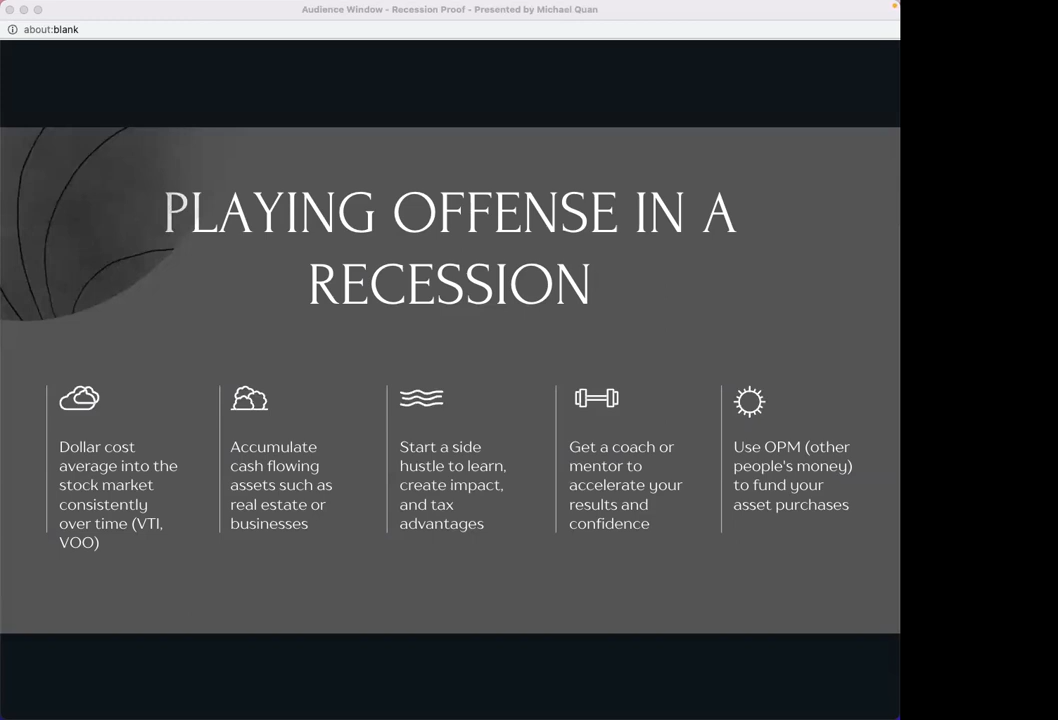 Audience Window - Recession Proof - Presented by Michael Quan
about:blank
PLAYING OFFENSE IN A
RECESSION
Dollar cost
average into the
stock market
consistently
over time (VTI,
VOO)
Accumulate
cash flowing
assets such as
real estate or
businesses
Start a side
hustle to learn,
create impact,
and tax
advantages
Get a coach or
mentor to
accelerate your
results and
confidence
Use OPM (other
people's money)
to fund your
asset purchases